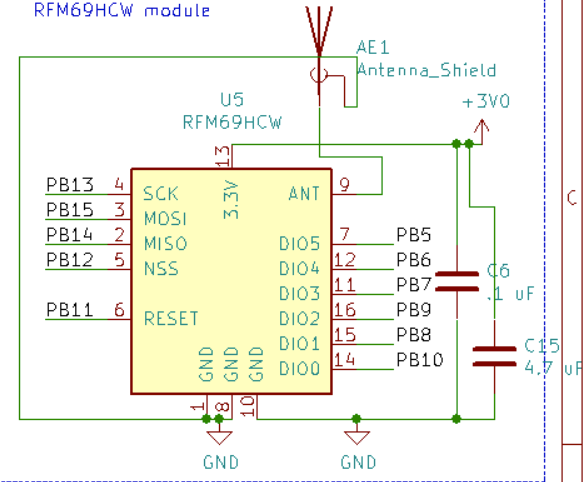 RFM69HCW module
AE1
Antenna_Shield
U5
RFM69HCW
+3V0
13
3.3V
PB13 4 SCK
PB15 3 MOSI
PB14 2 MISO
PB12 5 NSS
PB11 6 RESET
ANT 9
DIO5 7 PB5
DIO4 12 PB6
DIO3 11 PB7
DIO2 16 PB9
DIO1 15 PB8
DIO0 14 PB10
C6
.1 uF
C15
4.7 uF
GND GND GND
1 8 10
GND
GND
C